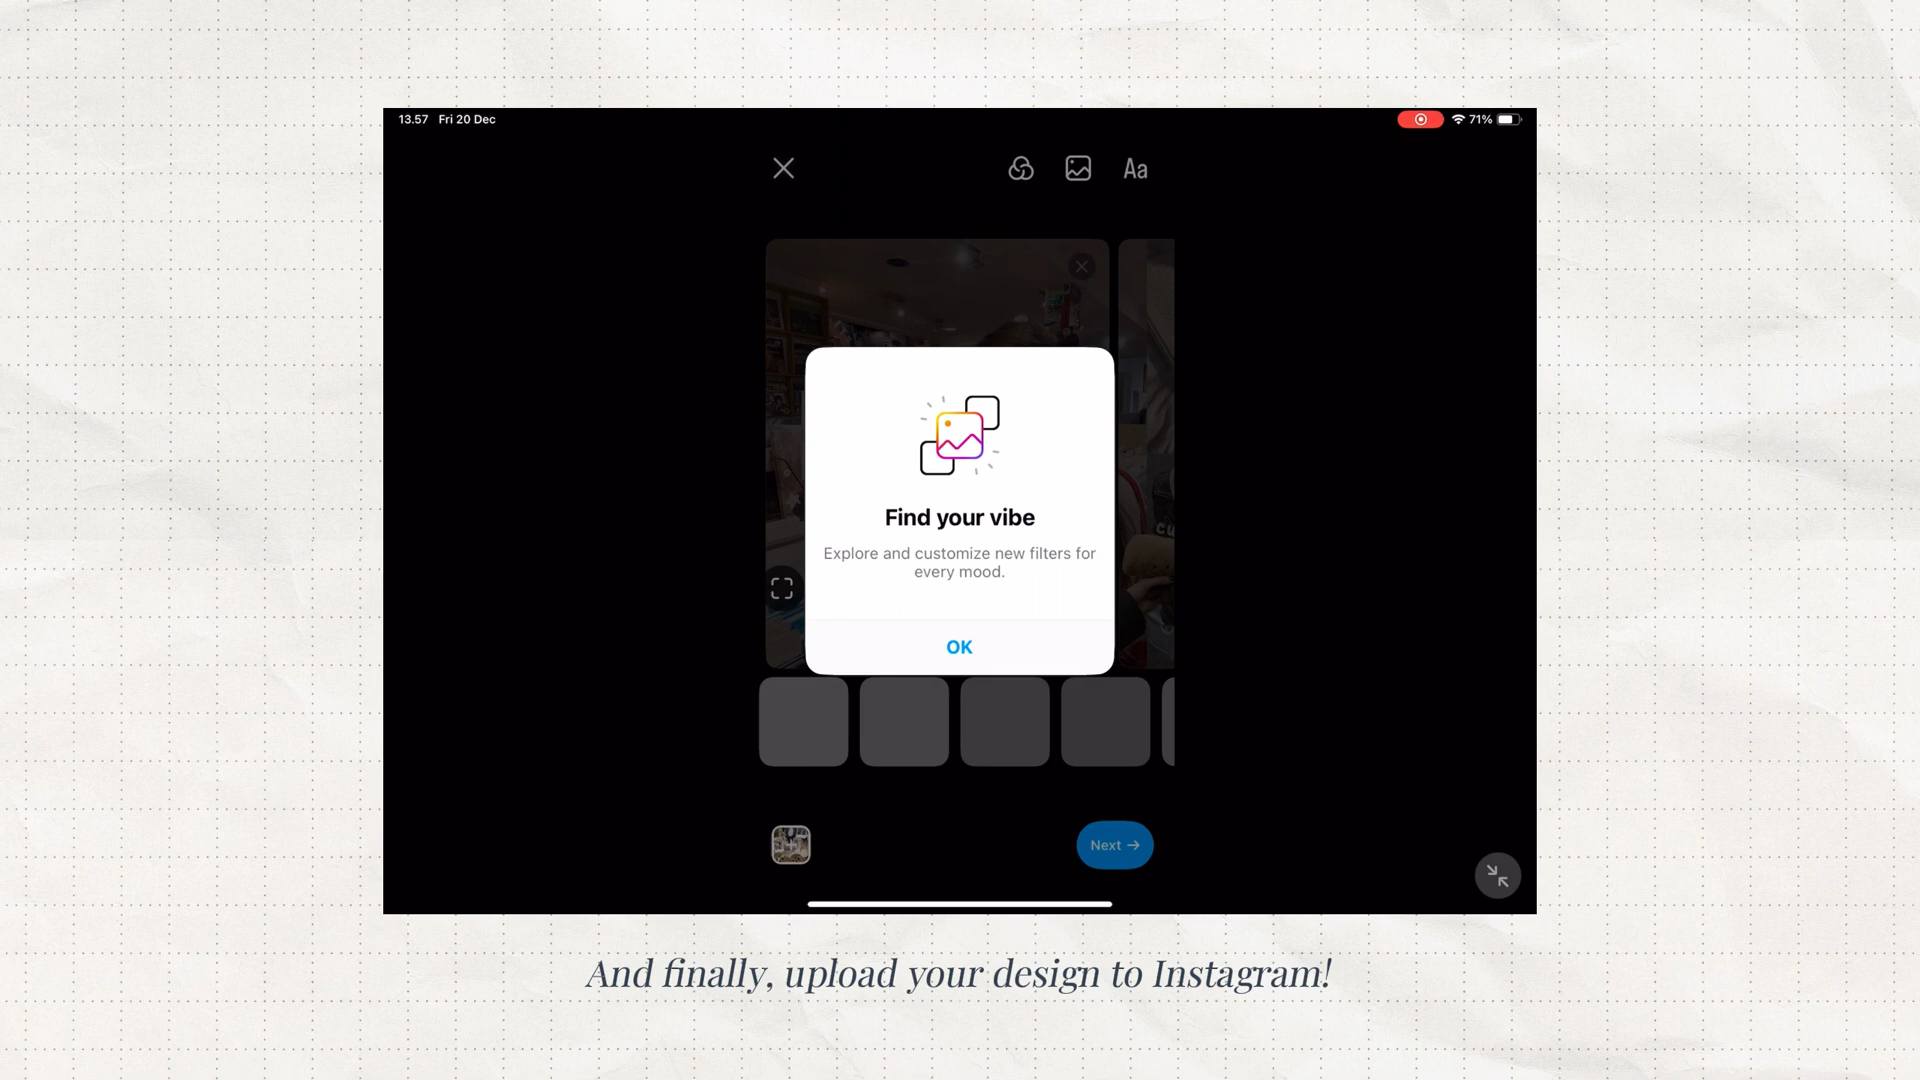 13.57 Fri 20 Dec
71%
Aa
Find your vibe
Explore and customize new filters for
every mood.
OK
Next →
And finally, upload your design to Instagram!